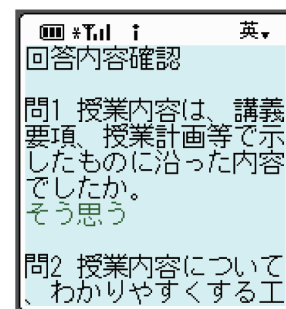 英
回答内容確認
問1 授業内容は、講義
要項、授業計画等で示
したものに沿った内容
でしたか。
そう思う
問2 授業内容について
、わかりやすくする工